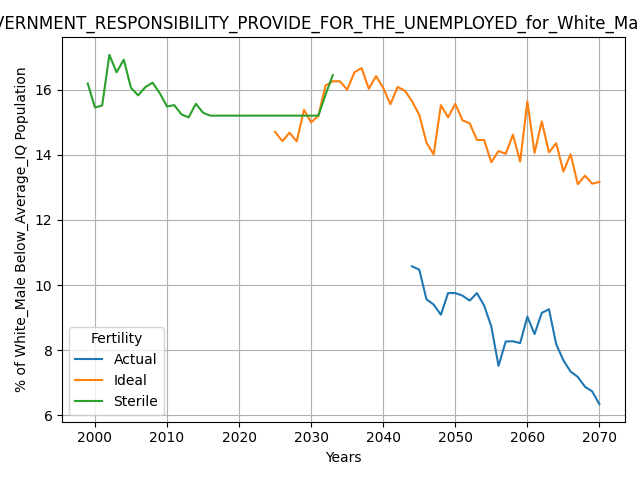 VERNMENT_RESPONSIBILITY_PROVIDE_FOR_THE_UNEMPLOYED_for_White_Ma
% of White_Male Below_Average_IQ Population
16
14
12
10
8
6
Fertility
Actual
Ideal
Sterile
2000 2010 2020 2030 2040 2050 2060 2070
Years